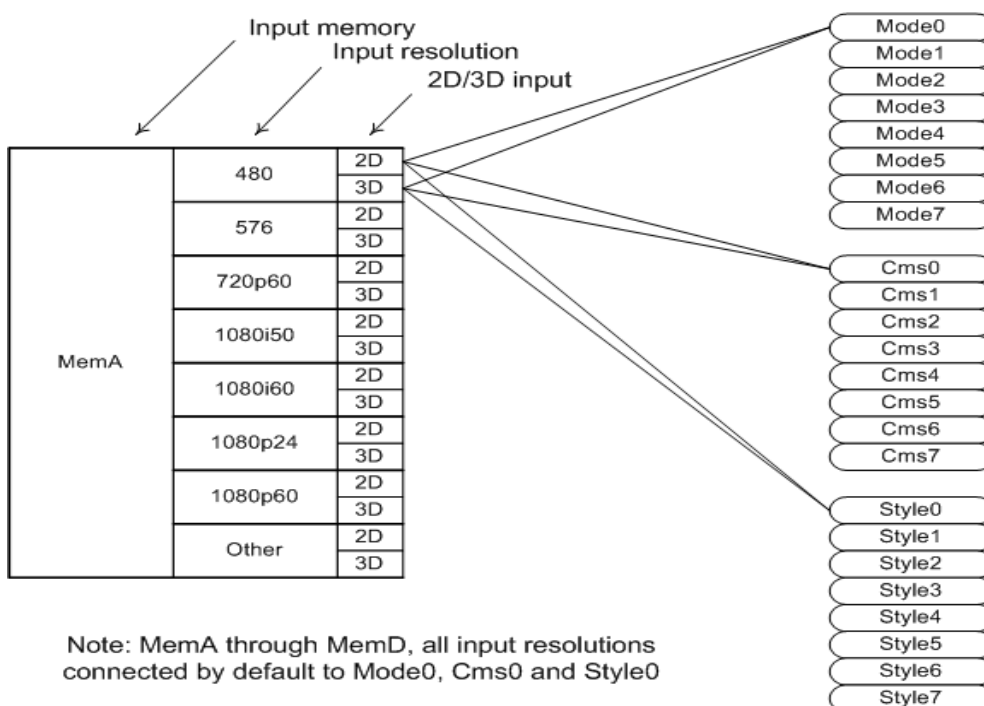 Input memory
Input resolution
2D/3D input
MemA
480
2D
3D
576
2D
3D
720p60
2D
3D
1080i50
2D
3D
1080i60
2D
3D
1080p24
2D
3D
1080p60
2D
3D
Other
2D
3D
Mode0
Mode1
Mode2
Mode3
Mode4
Mode5
Mode6
Mode7
Cms0
Cms1
Cms2
Cms3
Cms4
Cms5
Cms6
Cms7
Style0
Style1
Style2
Style3
Style4
Style5
Style6
Style7
Note: MemA through MemD, all input resolutions
connected by default to Mode0, Cms0 and Style0